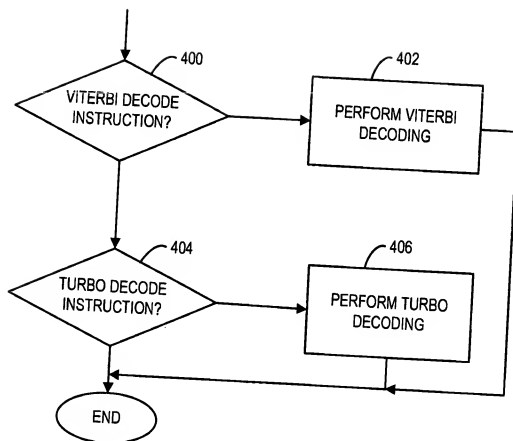 400
VITERBI DECODE
INSTRUCTION?
402
PERFORM VITERBI
DECODING
404
TURBO DECODE
INSTRUCTION?
406
PERFORM TURBO
DECODING
END